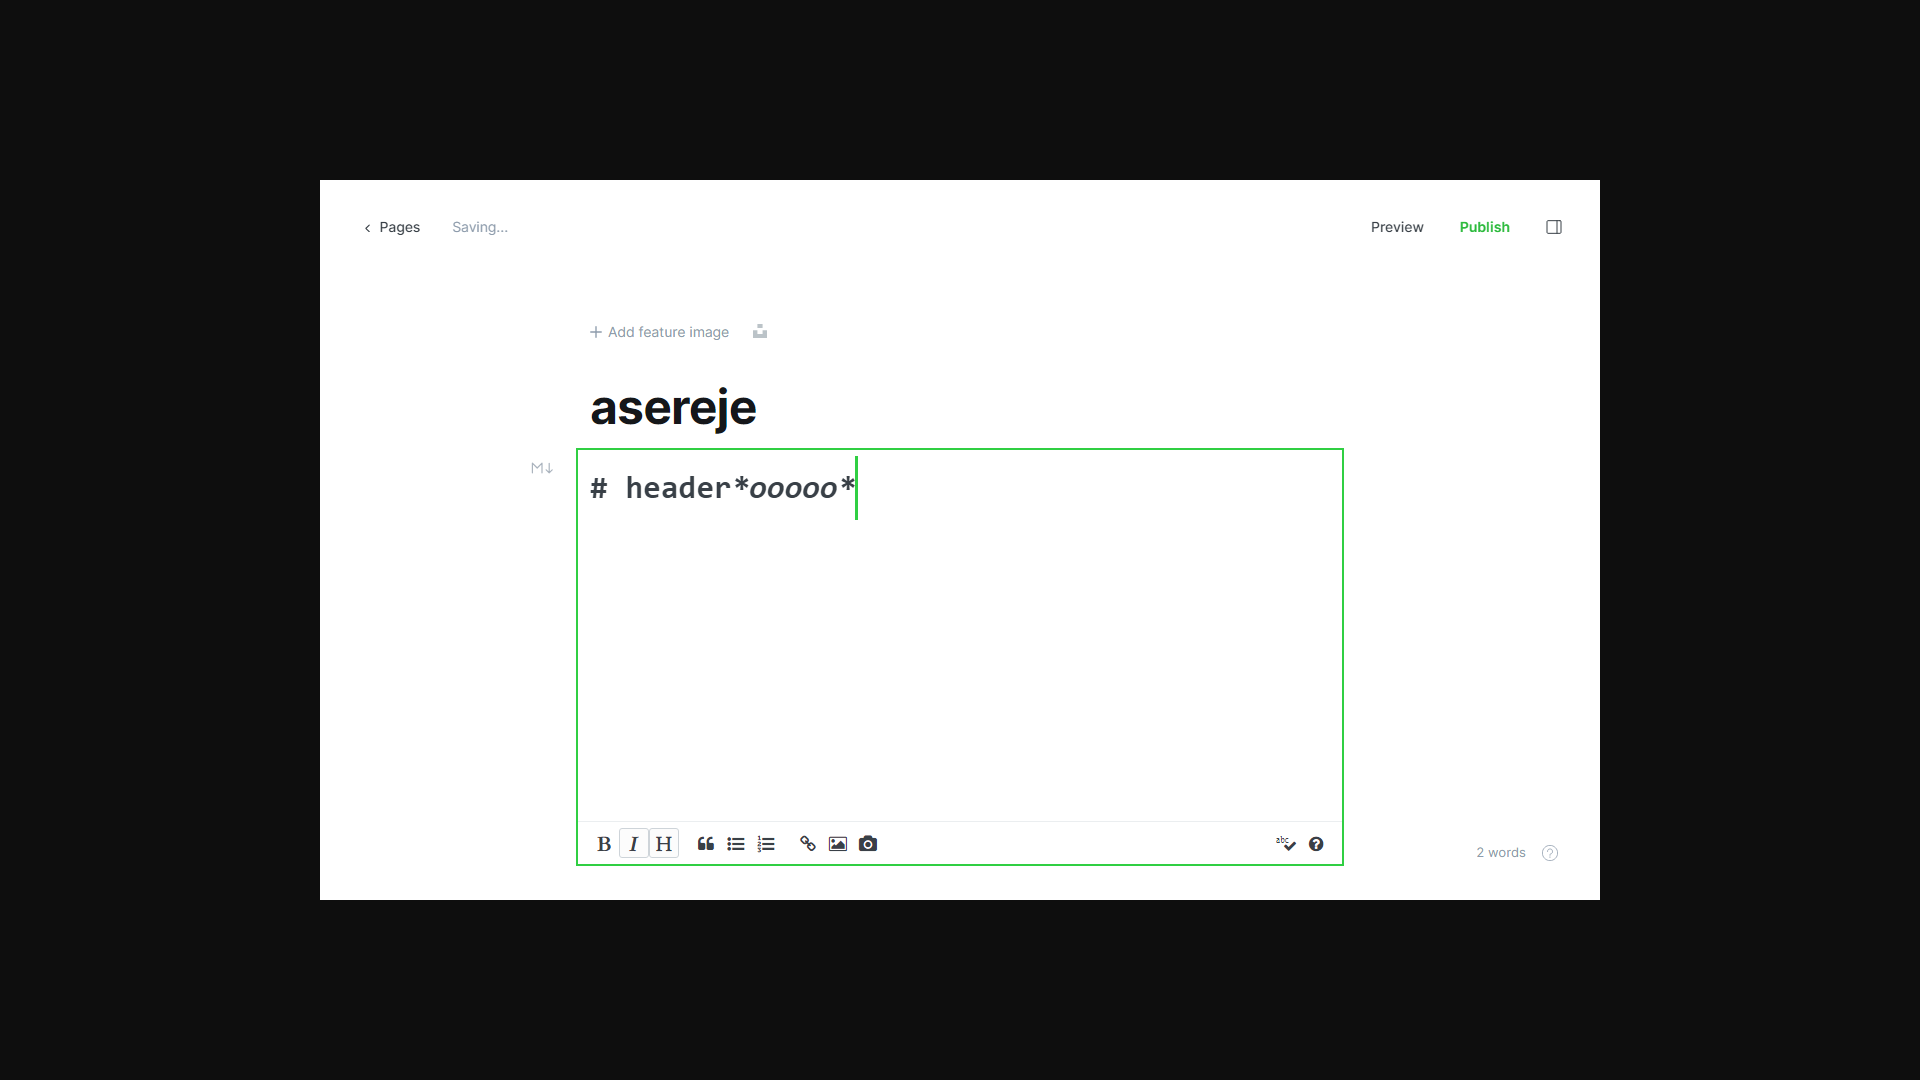 Pages
Saving...
Preview
Publish
Add feature image
asereje
M↓
# header*ooooo*
B I H
abc
2 words